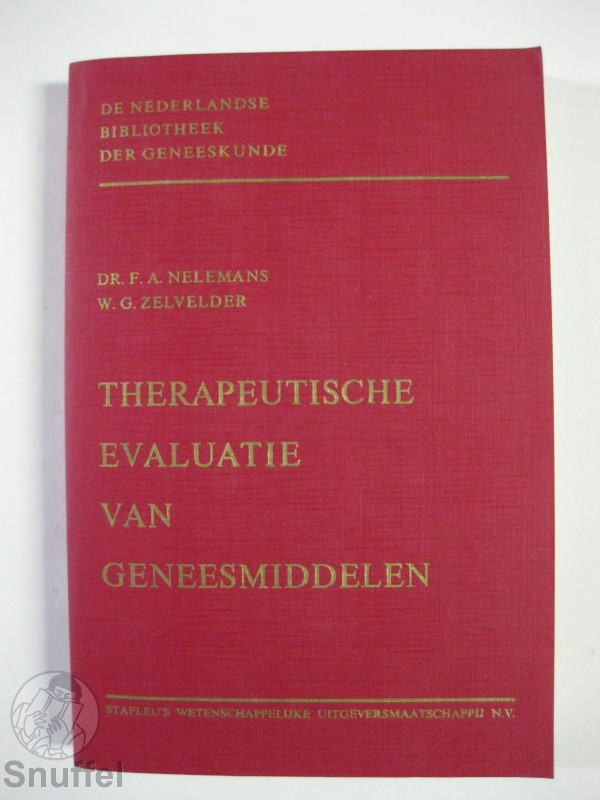 DE NEDERLANDSE
BIBLIOTHEEK
DER GENEESKUNDE
DR. F. A. NELEMANS
W. G. ZELVELDER
THERAPEUTISCHE
EVALUATIE
VAN
GENEESMIDDELEN
STAFLEU'S WETENSCHAPPELIJKE UITGEVERSMAATSCHAPPIJ N.V.
Snuffel